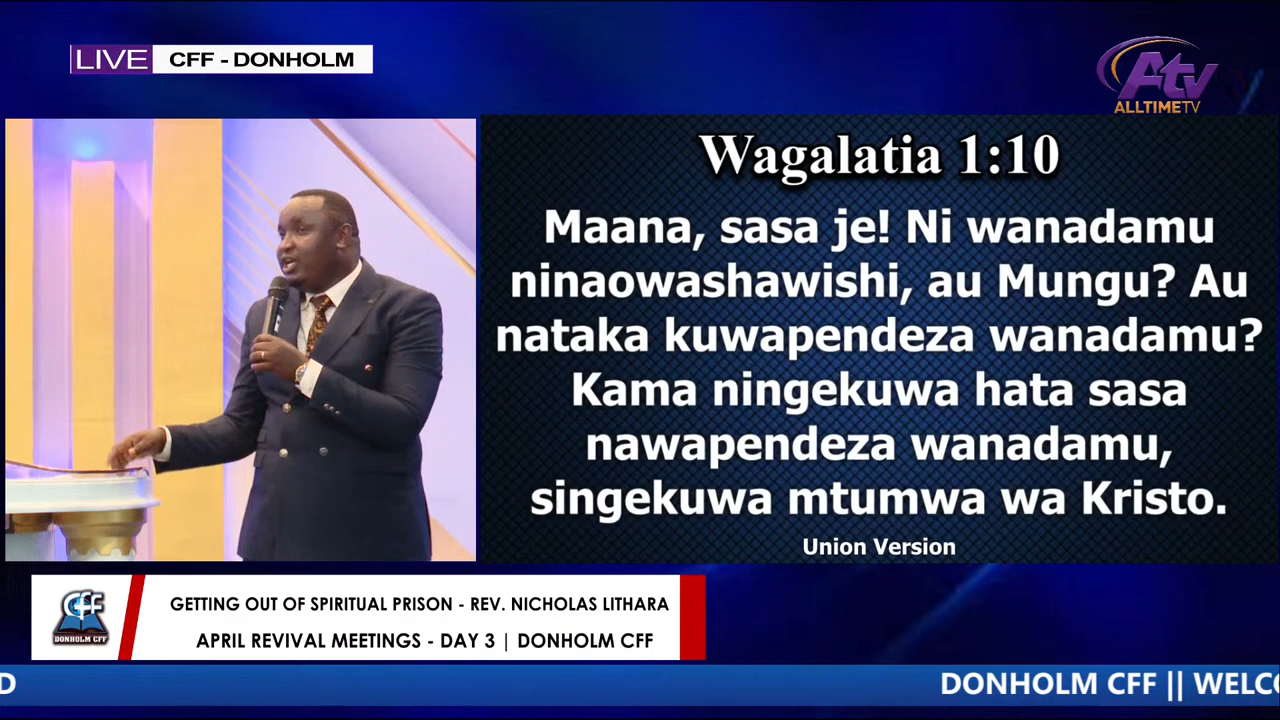 LIVE CFF - DONHOLM
Atv
ALLTIMETV
Wagalatia 1:10
Maana, sasa je! Ni wanadamu
ninaowashawishi, au Mungu? Au
nataka kuwapendeza wanadamu?
Kama ningekuwa hata sasa
nawapendeza wanadamu,
singekuwa mtumwa wa Kristo.
Union Version
CFF
DONHOLM CFF
GETTING OUT OF SPIRITUAL PRISON - REV. NICHOLAS LITHARA
APRIL REVIVAL MEETINGS - DAY 3 | DONHOLM CFF
D DONHOLM CFF || WELCO